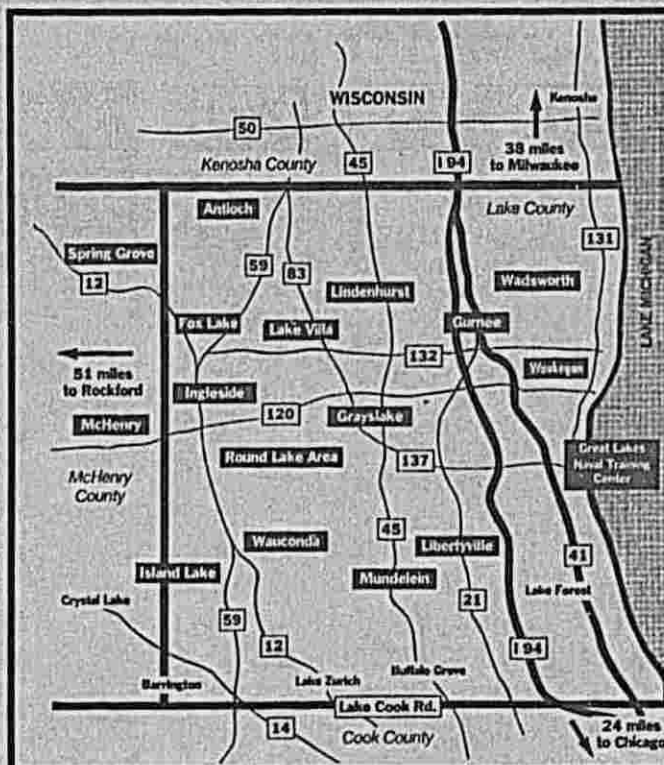 Kenosha
WISCONSIN
50
38 miles
to Milwaukee
Kenosha County
45
I 94
Antioch
Lake County
131
LAKE MICHIGAN
Spring Grove
12
59
83
Lindenhurst
Wadsworth
Fox Lake
Lake Villa
Gurnee
132
51 miles
to Rockford
Waukegan
Ingleside
120
Grayslake
McHenry
Round Lake Area
137
Great Lakes
Naval Training
Center
McHenry
County
45
Wauconda
Libertyville
41
Island Lake
Mundelein
Crystal Lake
59
21
Lake Forest
12
I 94
Buffalo Grove
Barrington
Lake Zurich
Lake Cook Rd.
14
Cook County
24 miles
to Chicago